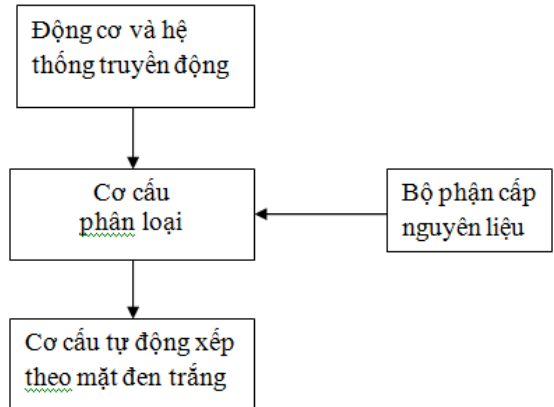 Động cơ và hệ
thống truyền động
Cơ cấu
phân loại
Bộ phận cấp
nguyên liệu
Cơ cấu tự động xếp
theo mặt đen trắng